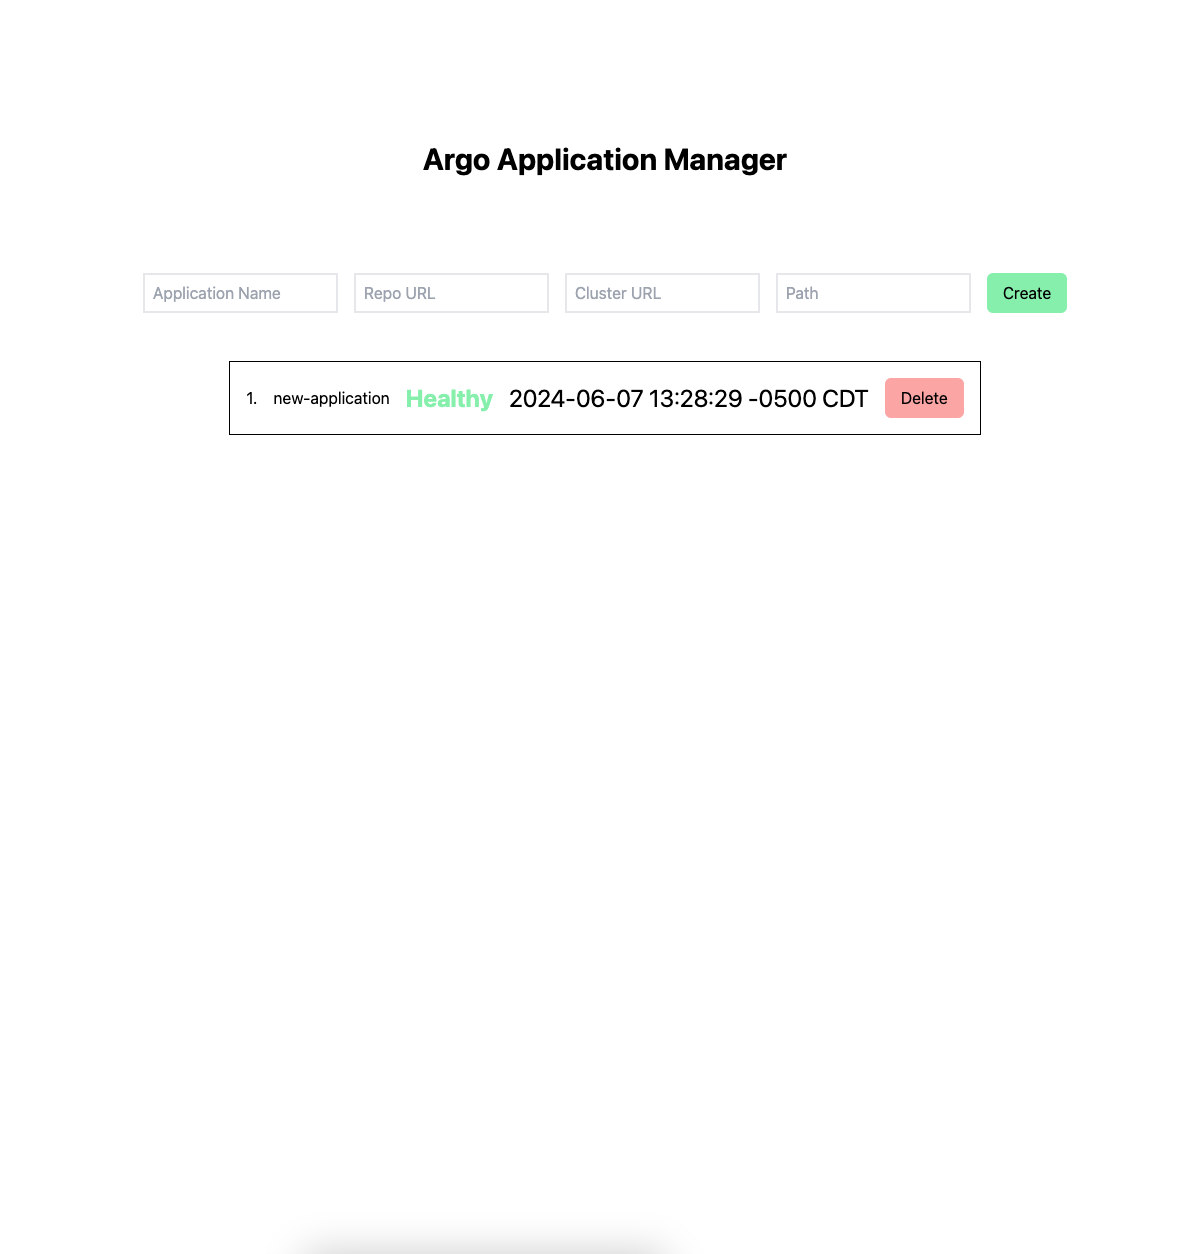 Argo Application Manager
Application Name Repo URL Cluster URL Path Create
1. new-application Healthy 2024-06-07 13:28:29 -0500 CDT Delete